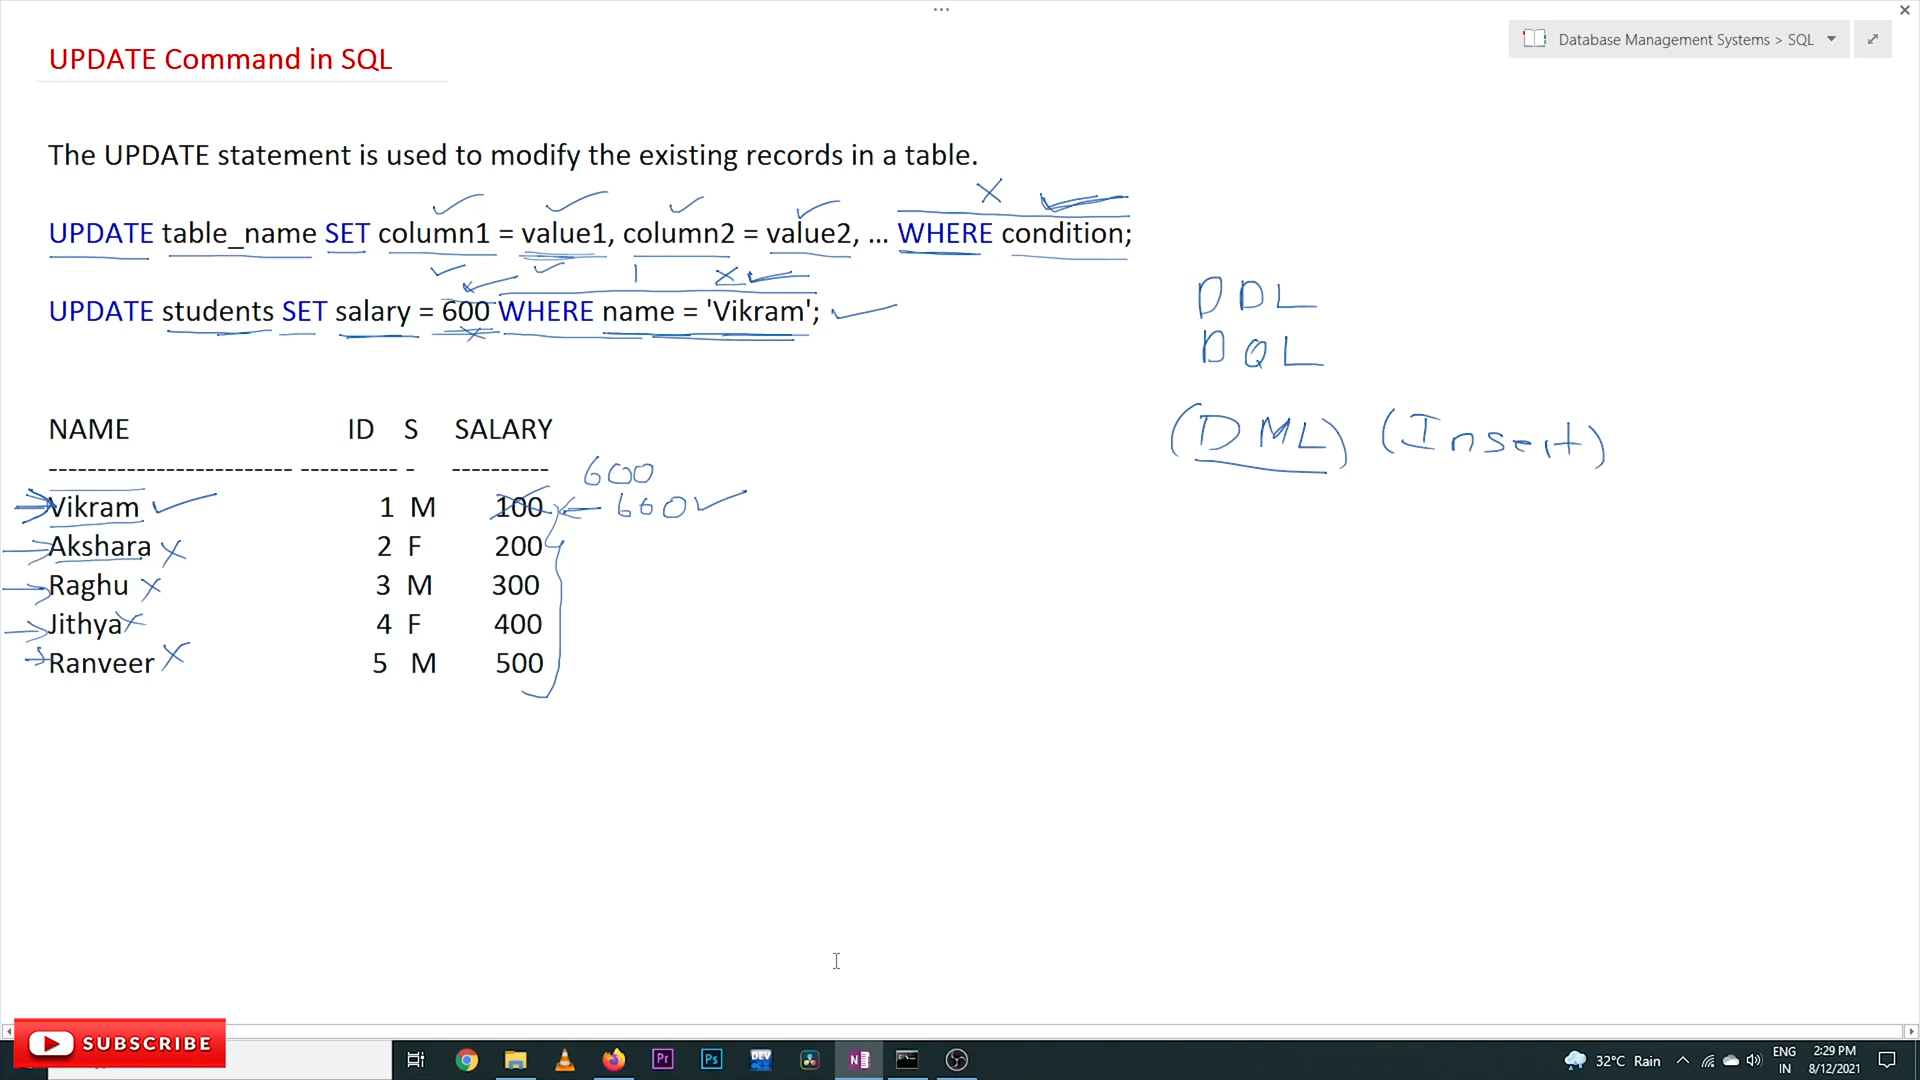 Database Management Systems > SQL
UPDATE Command in SQL
The UPDATE statement is used to modify the existing records in a table.
UPDATE table_name SET column1 = value1, column2 = value2, ... WHERE condition;
UPDATE students SET salary = 600 WHERE name = 'Vikram';
DDL
DQL
(DML) (Insert)
NAME ID S SALARY
------------------------- ---------- - ----------
600
Vikram 1 M 100 600
Akshara 2 F 200
Raghu 3 M 300
Jithya 4 F 400
Ranveer 5 M 500
SUBSCRIBE
Pr Ps DEV N
32°C Rain ENG IN 2:29 PM
8/12/2021